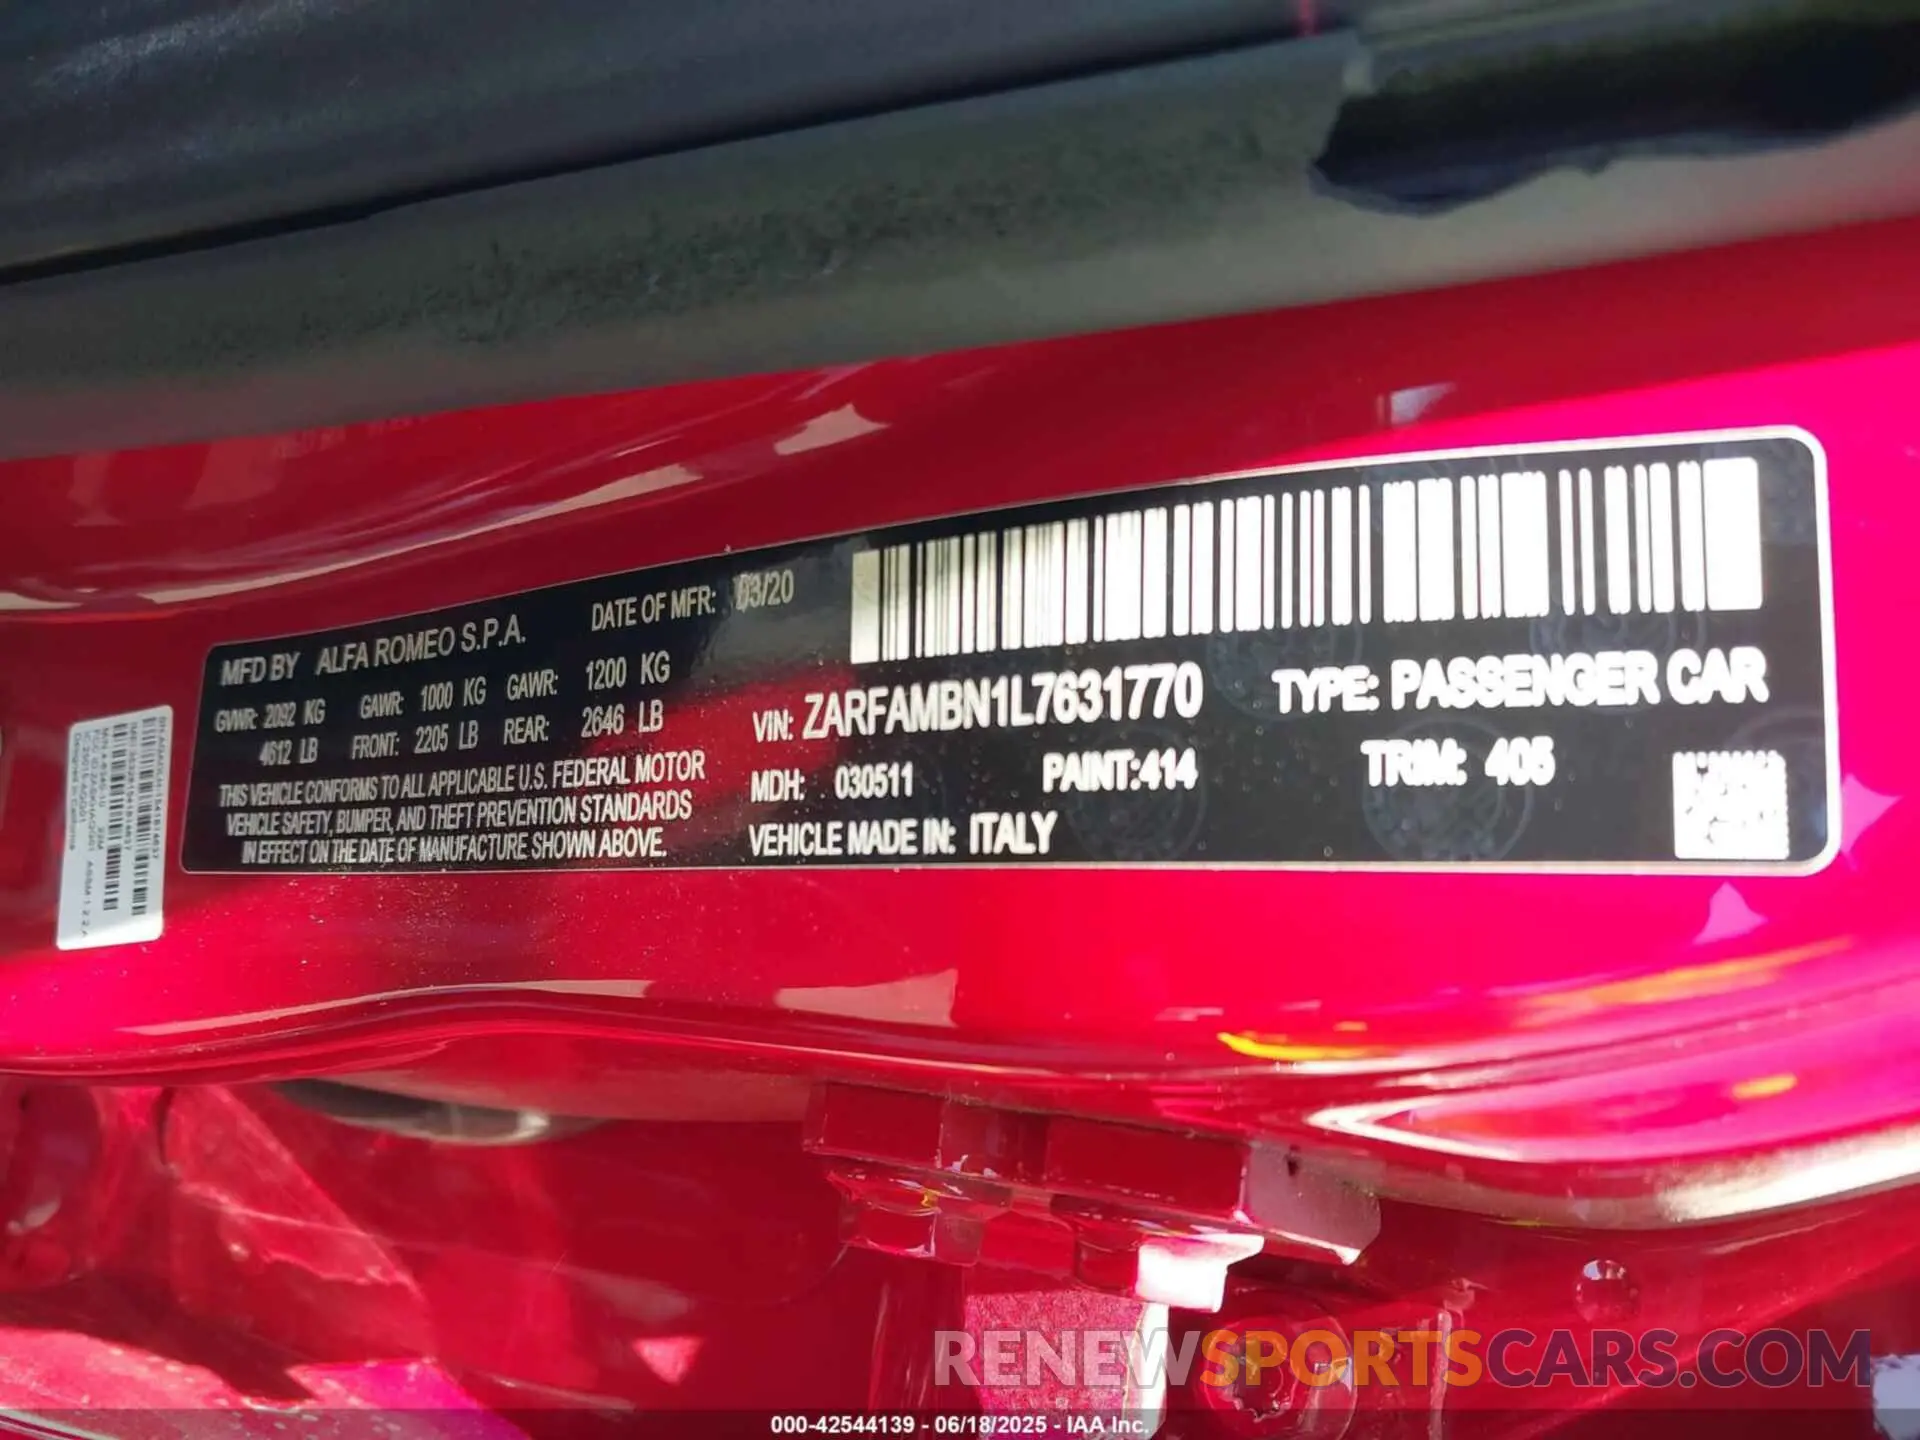 MFD BY ALFA ROMEO S.P.A. DATE OF MFR: 03/20
GVWR: 2092 KG GAWR: 1000 KG GAWR: 1200 KG
4612 LB FRONT: 2205 LB REAR: 2646 LB
THIS VEHICLE CONFORMS TO ALL APPLICABLE U.S. FEDERAL MOTOR
VEHICLE SAFETY, BUMPER, AND THEFT PREVENTION STANDARDS
IN EFFECT ON THE DATE OF MANUFACTURE SHOWN ABOVE.
VIN: ZARFAMBN1L7631770 TYPE: PASSENGER CAR
MDH: 030511 PAINT:414 TRIM: 405
VEHICLE MADE IN: ITALY
RENEWSPORTSCARS.COM
000-42544139 - 06/18/2025 - IAA Inc.